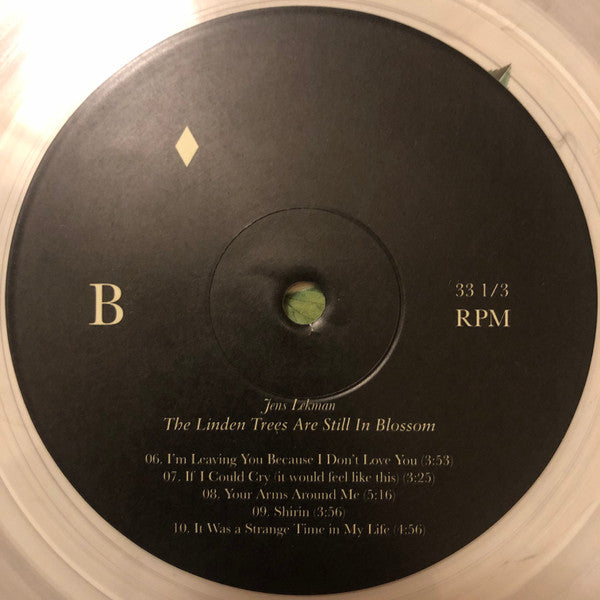 B
33 1/3
RPM
Jens Lekman
The Linden Trees Are Still In Blossom
06. I'm Leaving You Because I Don't Love You (3:53)
07. If I Could Cry (it would feel like this) (3:25)
08. Your Arms Around Me (5:16)
09. Shirin (3:56)
10. It Was a Strange Time in My Life (4:56)